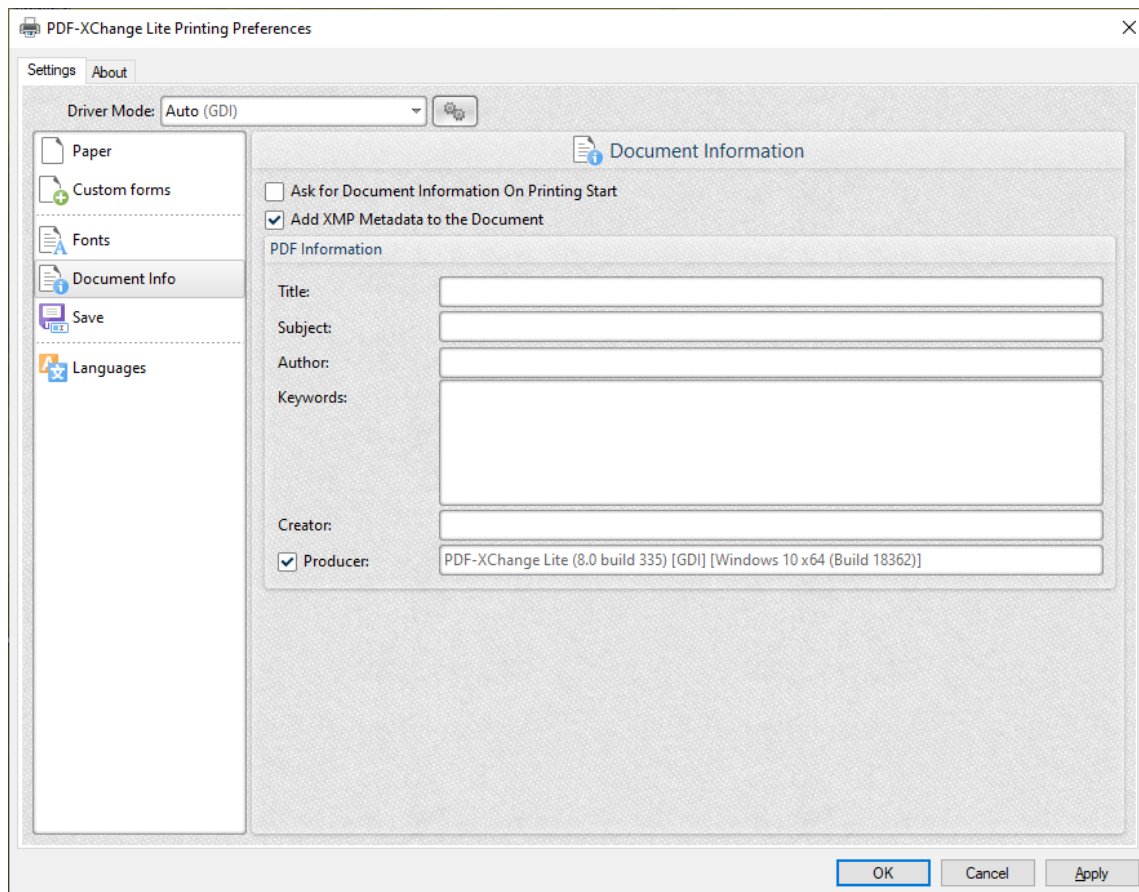 PDF-XChange Lite Printing Preferences
Settings About
Driver Mode: Auto (GDI)
Paper
Custom forms
Fonts
Document Info
Save
Languages
Document Information
Ask for Document Information On Printing Start
Add XMP Metadata to the Document
PDF Information
Title:
Subject:
Author:
Keywords:
Creator:
Producer: PDF-XChange Lite (8.0 build 335) [GDI] [Windows 10 x64 (Build 18362)]
OK Cancel Apply